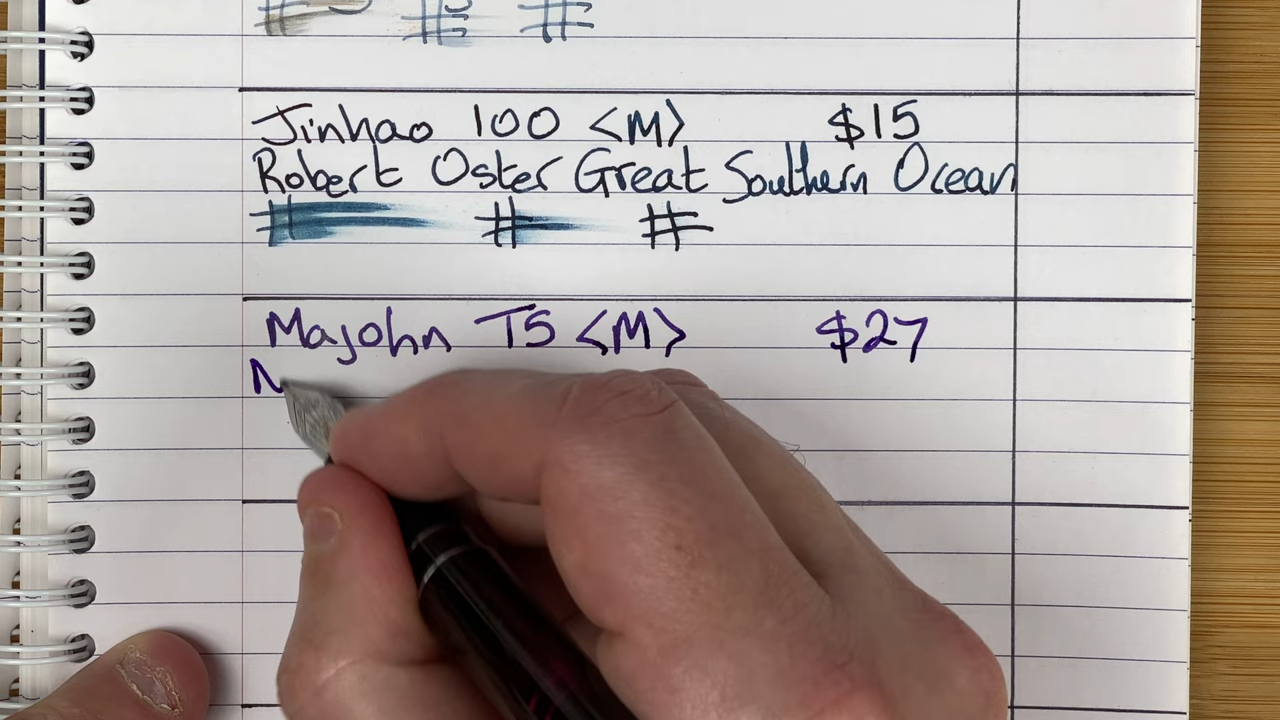 Jinhao 100 <M> $15
Robert Oster Great Southern Ocean
# # #
Majohn T5 <M> $27
N